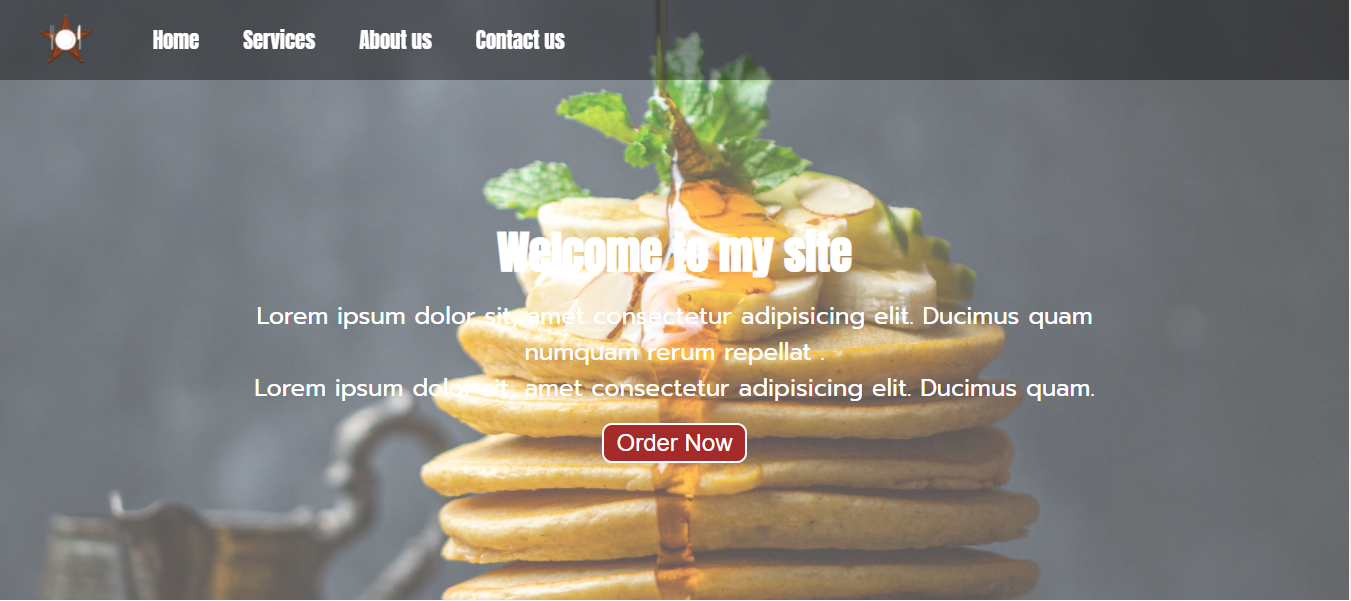 Home Services About us Contact us
Welcome to my site
Lorem ipsum dolor sit, amet consectetur adipisicing elit. Ducimus quam
numquam rerum repellat .
Lorem ipsum dolor sit, amet consectetur adipisicing elit. Ducimus quam.
Order Now